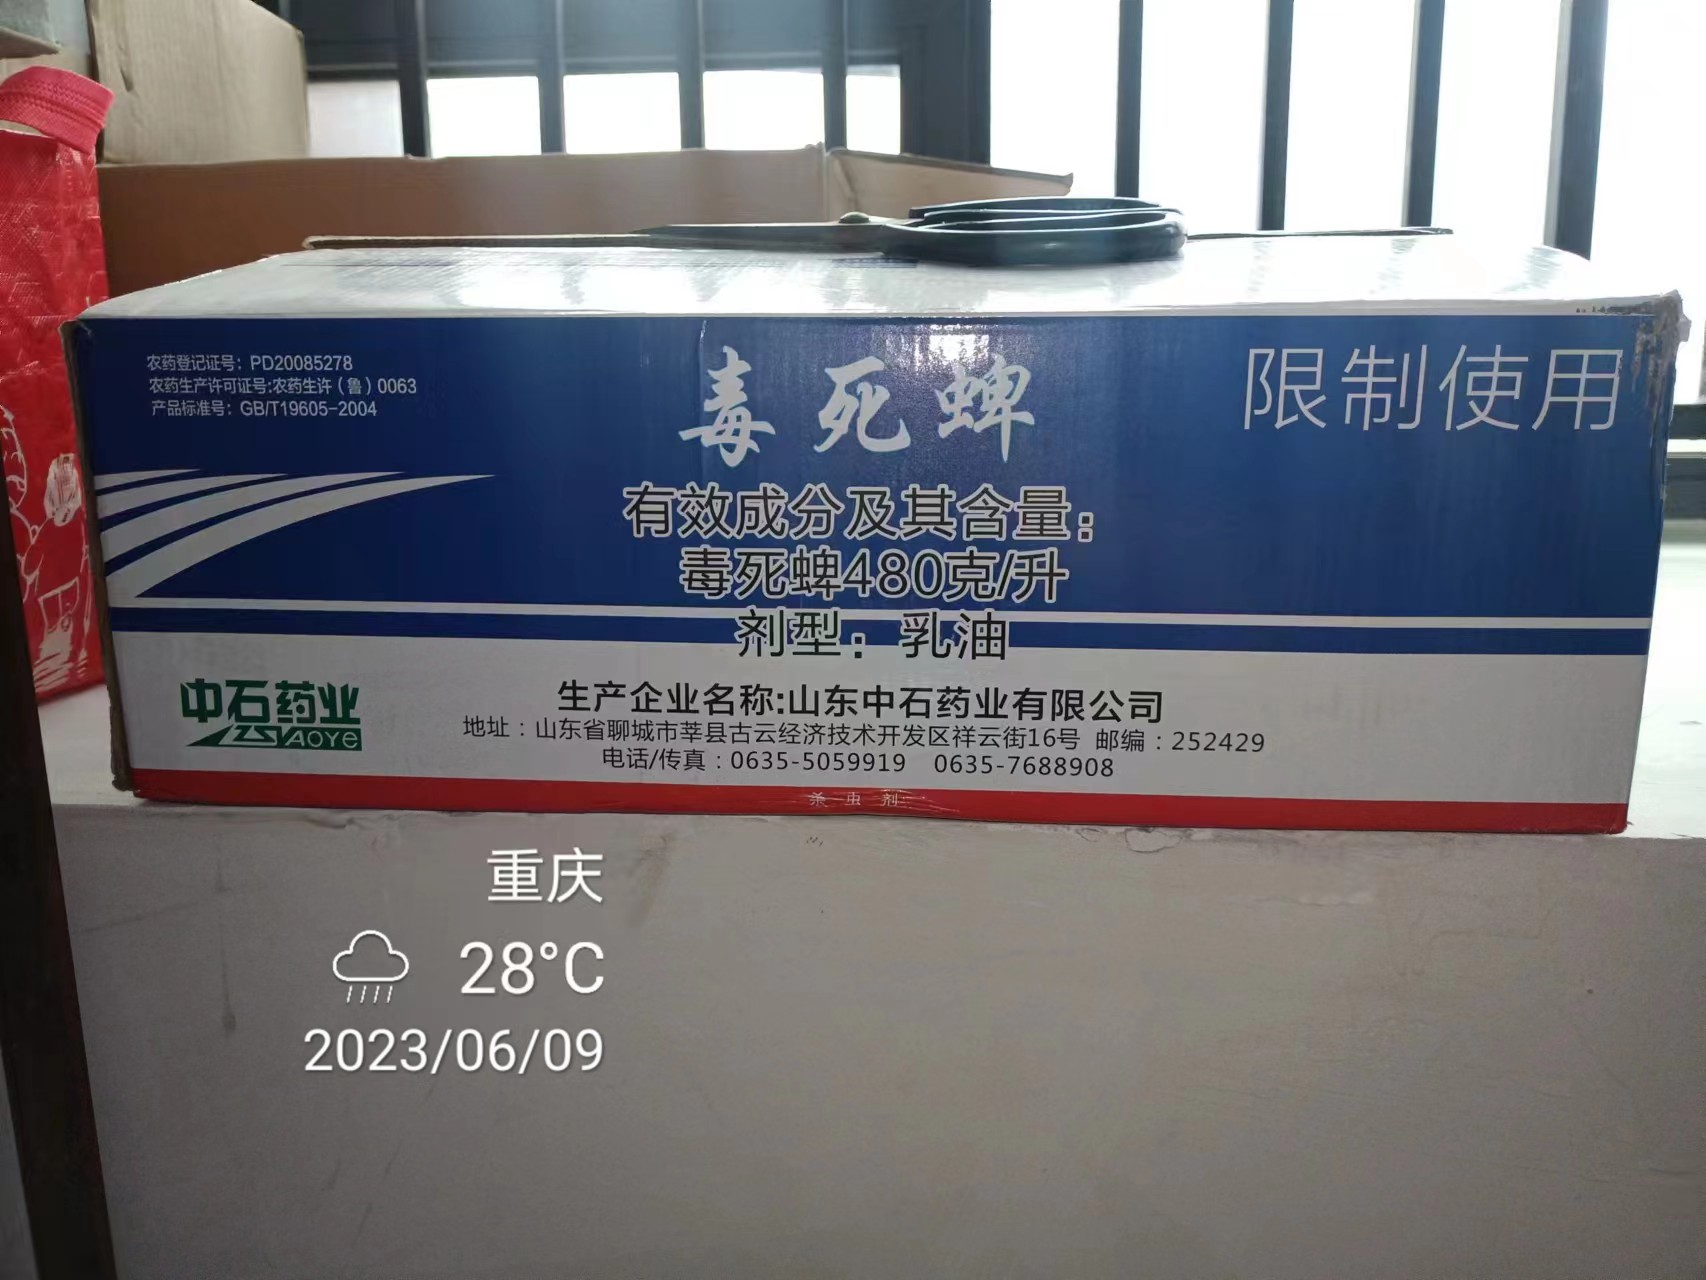 农药登记证号：PD20085278
农药生产许可证号:农药生许（鲁）0063
产品标准号：GB/T19605-2004
毒死蜱
限制使用
有效成分及其含量：
毒死蜱480克/升
剂型：乳油
中石药业
YAOYE
生产企业名称:山东中石药业有限公司
地址：山东省聊城市莘县古云经济技术开发区祥云街16号 邮编：252429
电话/传真：0635-5059919 0635-7688908
杀虫剂
重庆
28°C
2023/06/09